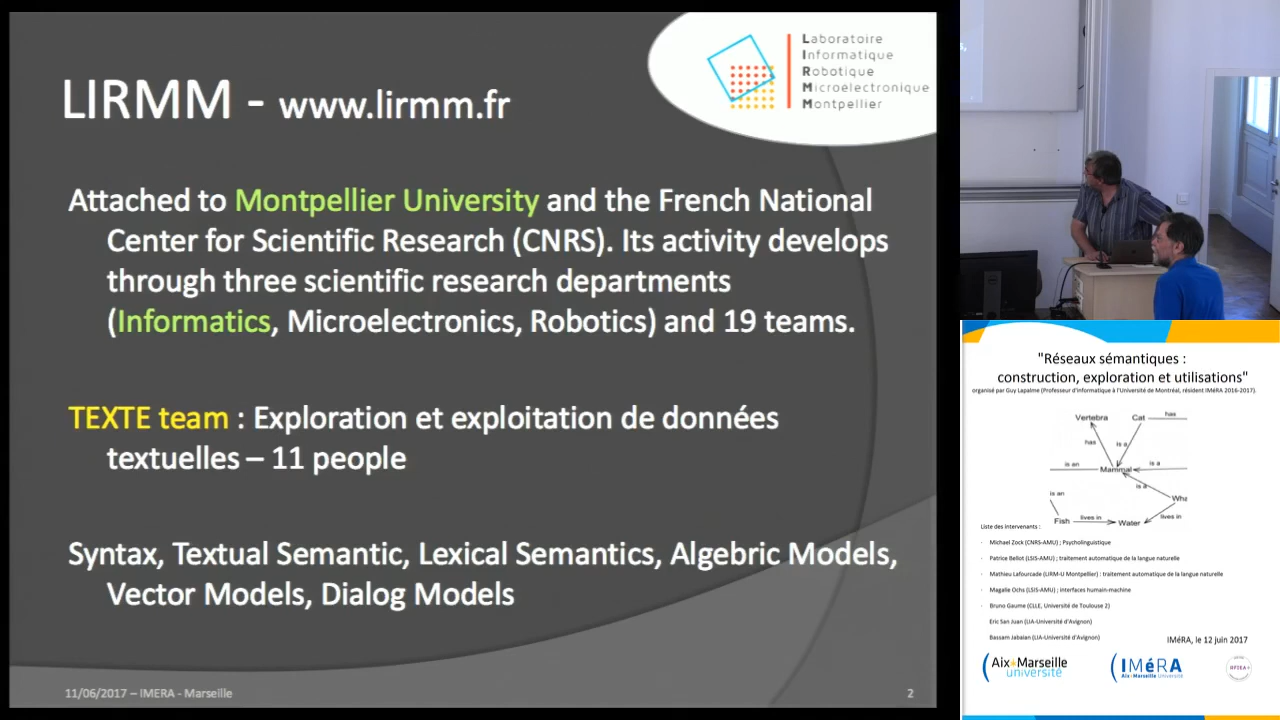 LIRMM - www.lirmm.fr
Laboratoire
Informatique
Robotique
Microélectronique
Montpellier
Attached to Montpellier University and the French National
Center for Scientific Research (CNRS). Its activity develops
through three scientific research departments
(Informatics, Microelectronics, Robotics) and 19 teams.
TEXTE team : Exploration et exploitation de données
textuelles – 11 people
Syntax, Textual Semantic, Lexical Semantics, Algebric Models,
Vector Models, Dialog Models
11/06/2017 – IMERA - Marseille
2
"Réseaux sémantiques :
construction, exploration et utilisations"
organisé par Guy Lapalme (Professeur d'informatique à l'Université de Montréal, résident IMéRA 2016-2017).
Vertebra
Cat
has
has
is a
is an
Mammal
is a
is a
is an
Wha
Fish
lives in
Water
lives in
Liste des intervenants :
- Michael Zock (CNRS-AMU) ; Psycholinguistique
- Patrice Bellot (LSIS-AMU) ; traitement automatique de la langue naturelle
- Mathieu Lafourcade (LIRM-U Montpellier) : traitement automatique de la langue naturelle
- Magalie Ochs (LSIS-AMU) ; interfaces humain-machine
- Bruno Gaume (CLLE, Université de Toulouse 2)
Eric San Juan (LIA-Université d'Avignon)
Bassam Jabaian (LIA-Université d'Avignon)
IMéRA, le 12 juin 2017
Aix*Marseille
université
IMéRA
Aix*Marseille Université